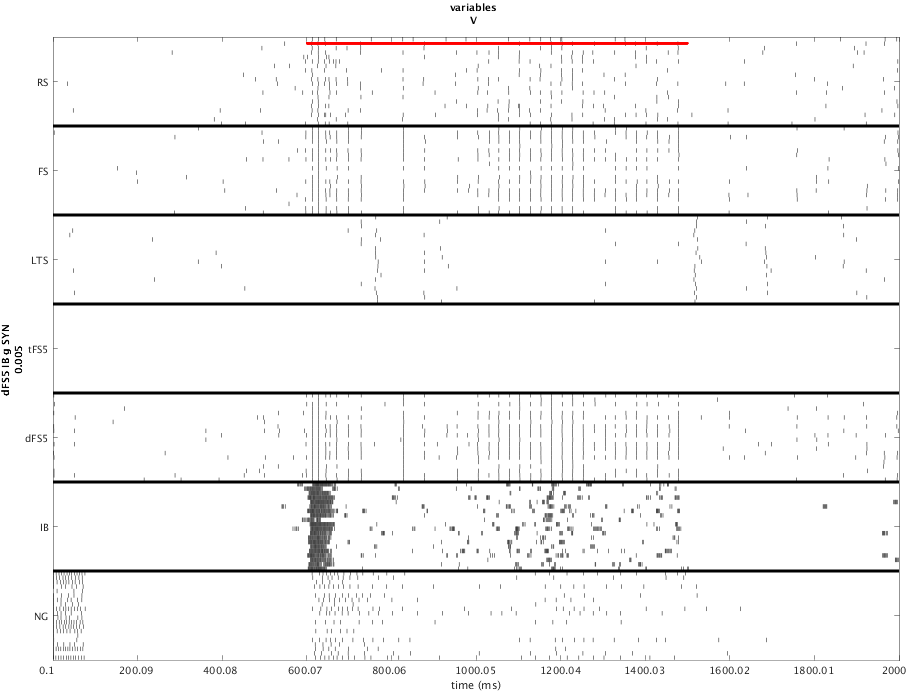 variables
V
RS
FS
LTS
dFS5 IB g SYN
0.005
tFS5
dFS5
IB
NG
0.1 200.09 400.08 600.07 800.06 1000.05 1200.04 1400.03 1600.02 1800.01 2000
time (ms)